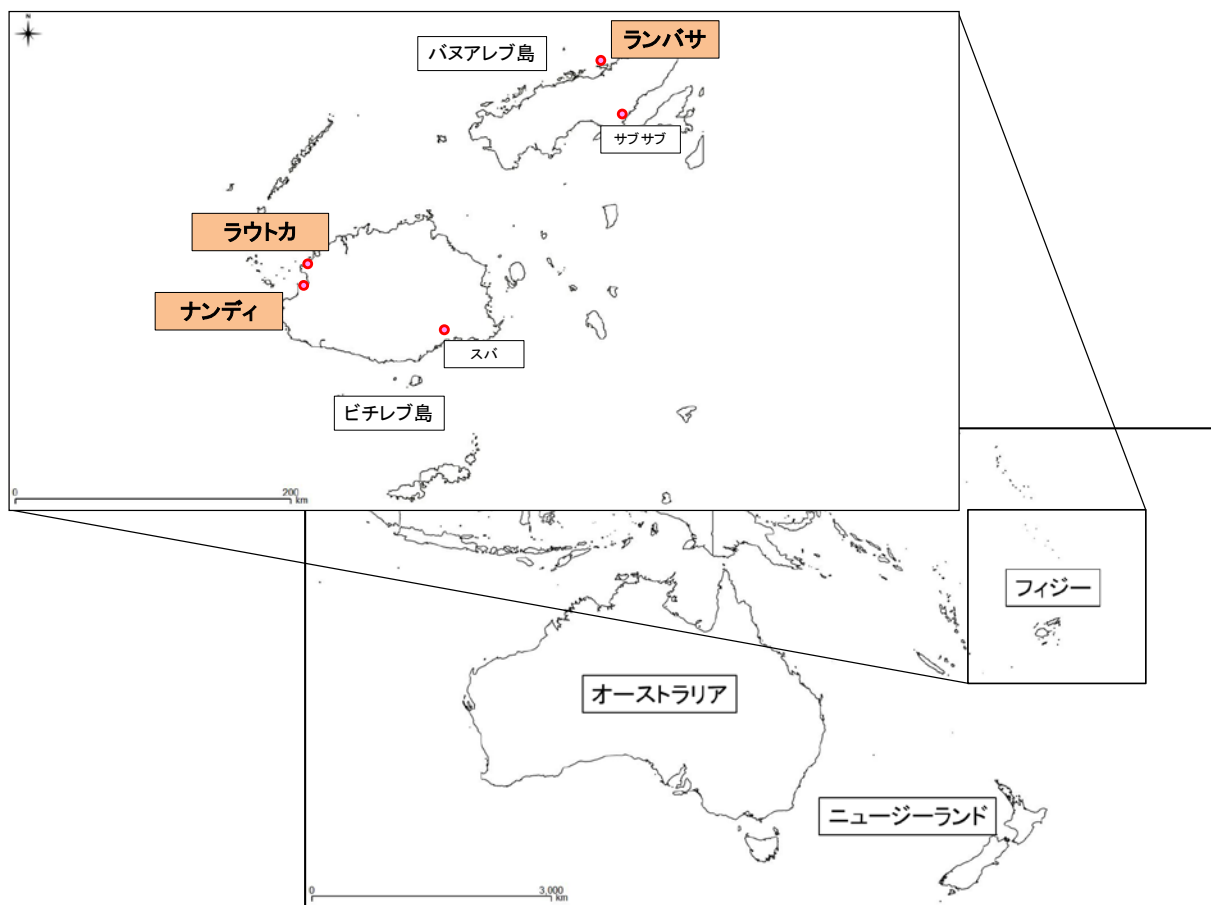 N
バヌアレブ島
ランバサ
サブサブ
ラウトカ
ナンディ
スバ
ビチレブ島
0
200
km
フィジー
オーストラリア
ニュージーランド
0
3,000
km